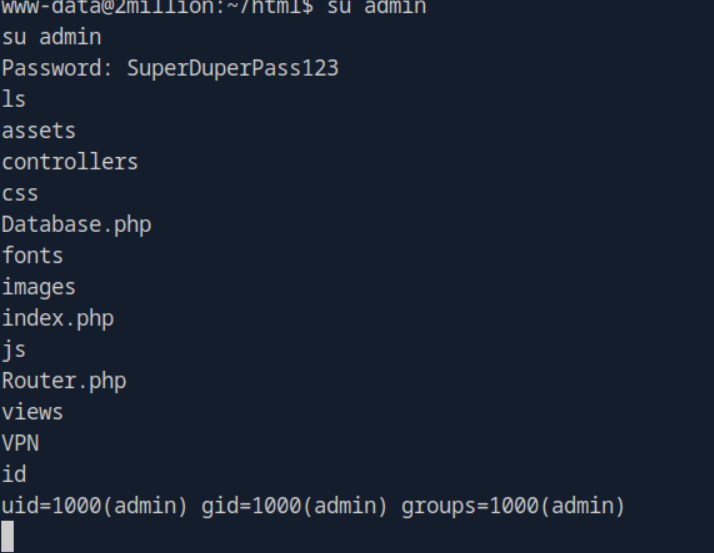 www-data@2million:~/html$ su admin
su admin
Password: SuperDuperPass123
ls
assets
controllers
css
Database.php
fonts
images
index.php
js
Router.php
views
VPN
id
uid=1000(admin) gid=1000(admin) groups=1000(admin)